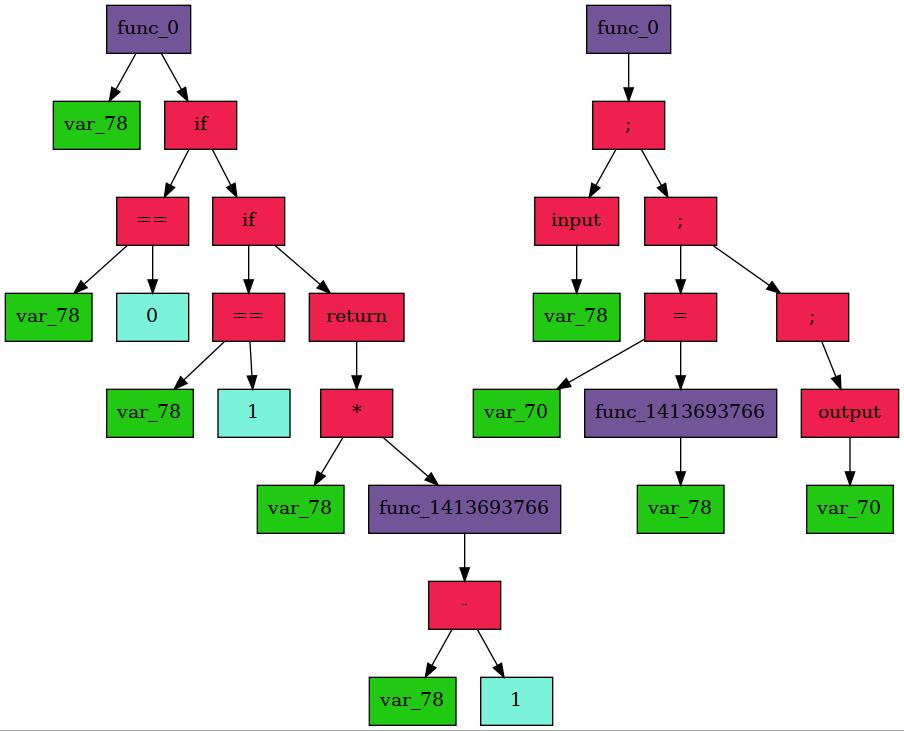 func_0
func_0
var_78
if
;
==
if
input
;
var_78
0
==
return
var_78
=
;
var_78
1
*
var_70
func_1413693766
output
var_78
func_1413693766
var_78
var_70
-
var_78
1